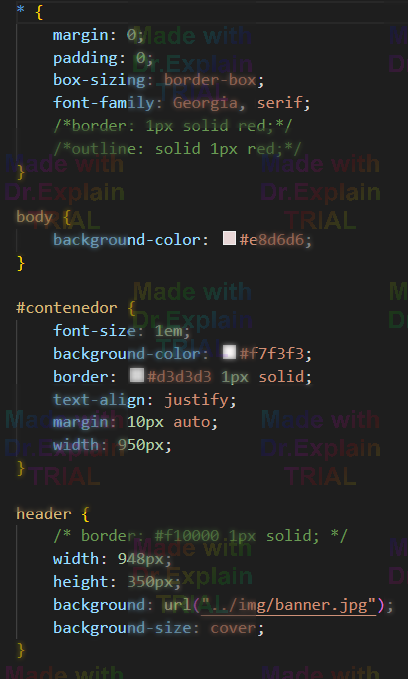 * {
    margin: 0;
    padding: 0;
    box-sizing: border-box;
    font-family: Georgia, serif;
    /*border: 1px solid red;*/
    /*outline: solid 1px red;*/
}

body {
    background-color: #e8d6d6;
}

#contenedor {
    font-size: 1em;
    background-color: #f7f3f3;
    border: #d3d3d3 1px solid;
    text-align: justify;
    margin: 10px auto;
    width: 950px;
}

header {
    /* border: #f10000 1px solid; */
    width: 948px;
    height: 350px;
    background: url("../img/banner.jpg");
    background-size: cover;
}
Made with
Dr.Explain
TRIAL
Made with
Dr.Explain
TRIAL
Made with
Dr.Explain
TRIAL
Made with
Dr.Explain
TRIAL
Made with
Dr.Explain
TRIAL
Made with
Dr.Explain
TRIAL
Made with
Dr.Explain
TRIAL
Made with
Made with